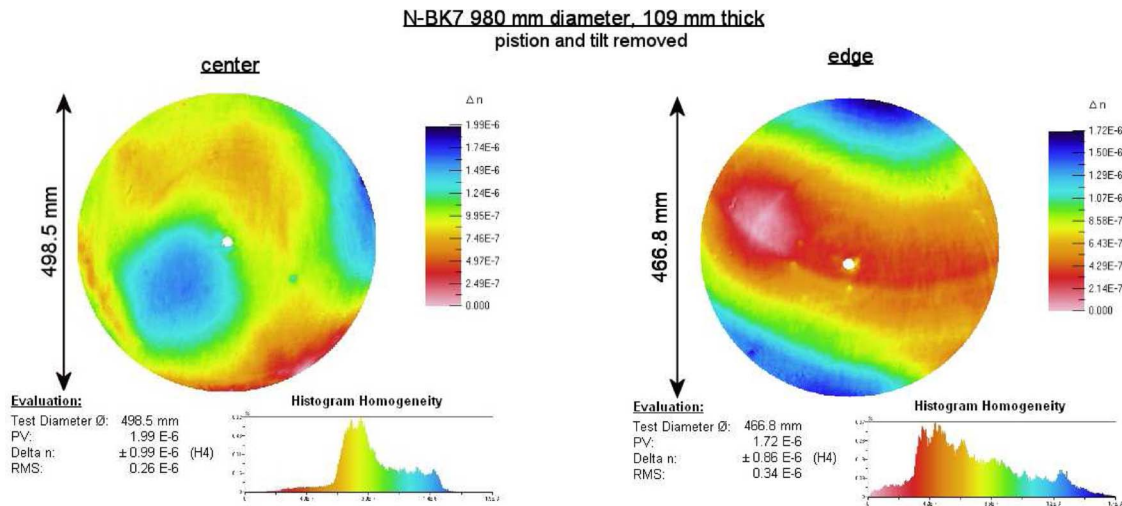 N-BK7 980 mm diameter, 109 mm thick
pistion and tilt removed
center
498.5 mm
Δ n
1.99E-6
1.74E-6
1.49E-6
1.24E-6
9.95E-7
7.46E-7
4.97E-7
2.49E-7
0.000
Evaluation:
Test Diameter Ø: 498.5 mm
PV: 1.99 E-6
Delta n: ± 0.99 E-6 (H4)
RMS: 0.26 E-6
Histogram Homogeneity
edge
466.8 mm
Δ n
1.72E-6
1.50E-6
1.29E-6
1.07E-6
8.58E-7
6.43E-7
4.29E-7
2.14E-7
0.000
Evaluation:
Test Diameter Ø: 466.8 mm
PV: 1.72 E-6
Delta n: ± 0.86 E-6 (H4)
RMS: 0.34 E-6
Histogram Homogeneity